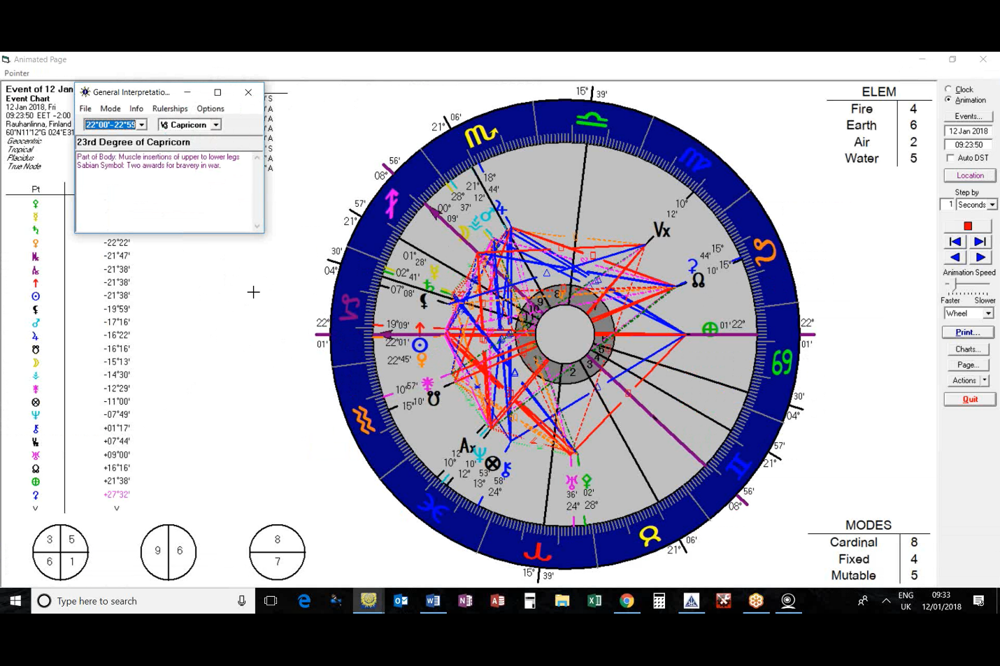 Animated Page
Pointer
Event of 12 Jan
Event Chart
12 Jan 2018, Fri
09:23:50 EET -2:00
Rauhanlinna, Finland
60°N11'12"G 024°E31
Geocentric
Tropical
Placidus
True Node
General Interpretatio...
File Mode Info Rulerships Options
22°00'-22°59 Capricorn
23rd Degree of Capricorn
Part of Body: Muscle insertions of upper to lower legs
Sabian Symbol: Two awards for bravery in war.
'S
'A
'A
'A
'A
'S
'A
'A
Pt
-22°22'
-21°47'
-21°38'
-21°38'
-21°38'
-19°59'
-17°16'
-16°22'
-16°16'
-15°13'
-14°30'
-12°29'
-11°00'
-07°49'
+01°17'
+07°44'
+09°00'
+16°16'
+21°38'
+27°32'
3 5
6 1
9 6
8
7
15° 39'
21° 06'
08° 56'
21° 57'
04° 30'
22° 01'
18° 44'
21° 12'
28° 37'
00° 09'
01° 28'
02° 41'
07° 08'
19° 09'
22° 01'
22° 45'
10° 57'
15° 10'
10° 12'
Vx
44' 15°
10' 15°
01' 22°
22° 01'
30' 04°
57' 21°
56' 08°
21° 06'
15° 39'
Ax
12' 10°
10' 12°
53' 13°
58' 24°
36' 24°
02' 28°
10 9 8 7
1 2 3 4 5 6
ELEM
Fire 4
Earth 6
Air 2
Water 5
MODES
Cardinal 8
Fixed 4
Mutable 5
Clock
Animation
Events...
12 Jan 2018
09:23:50
Auto DST
Location
Step by
1 Seconds
Animation Speed
Faster Slower
Wheel
Print...
Charts...
Page...
Actions
Quit
Type here to search
ENG
UK
09:33
12/01/2018